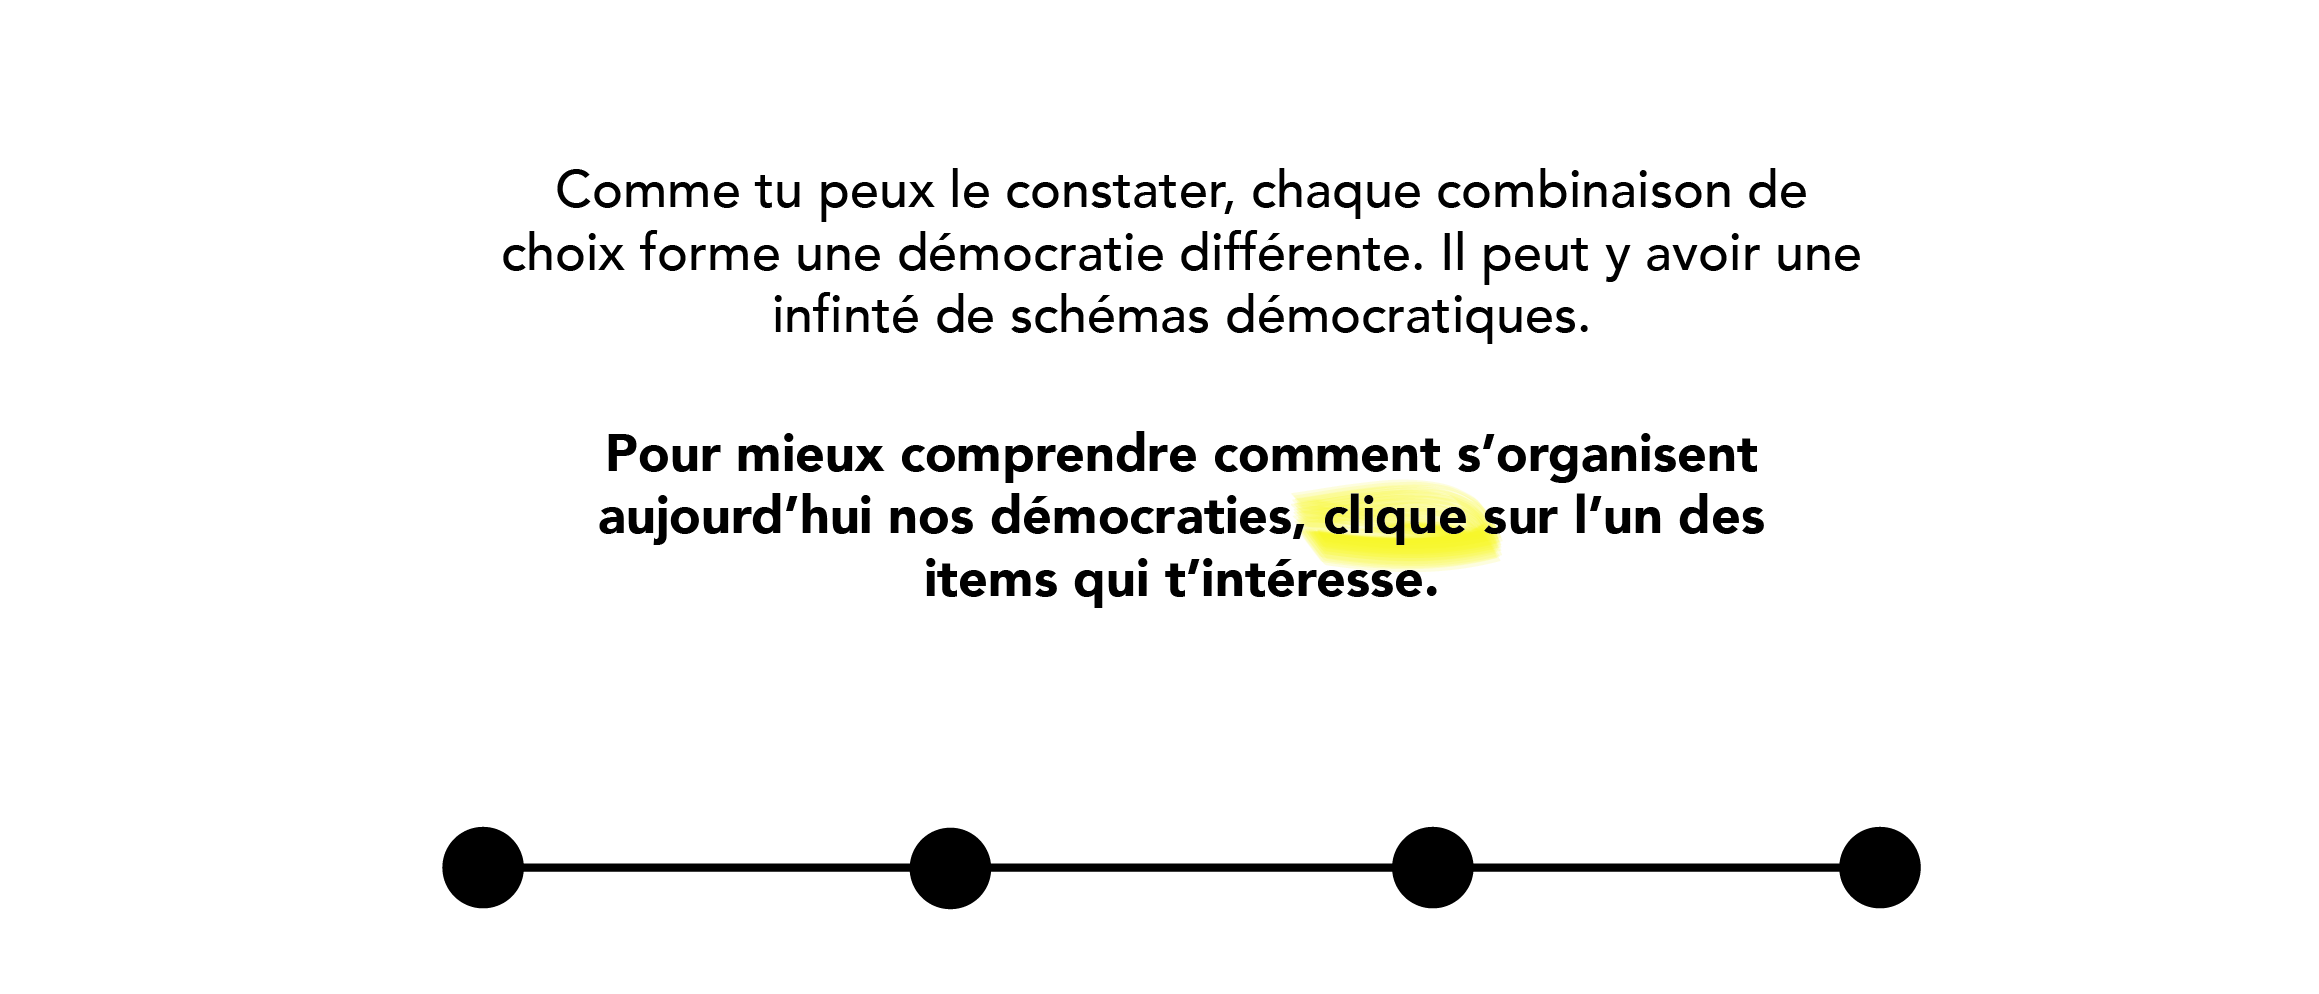 Comme tu peux le constater, chaque combinaison de
choix forme une démocratie différente. Il peut y avoir une
infinté de schémas démocratiques.
Pour mieux comprendre comment s’organisent
aujourd’hui nos démocraties, clique sur l’un des
items qui t’intéresse.